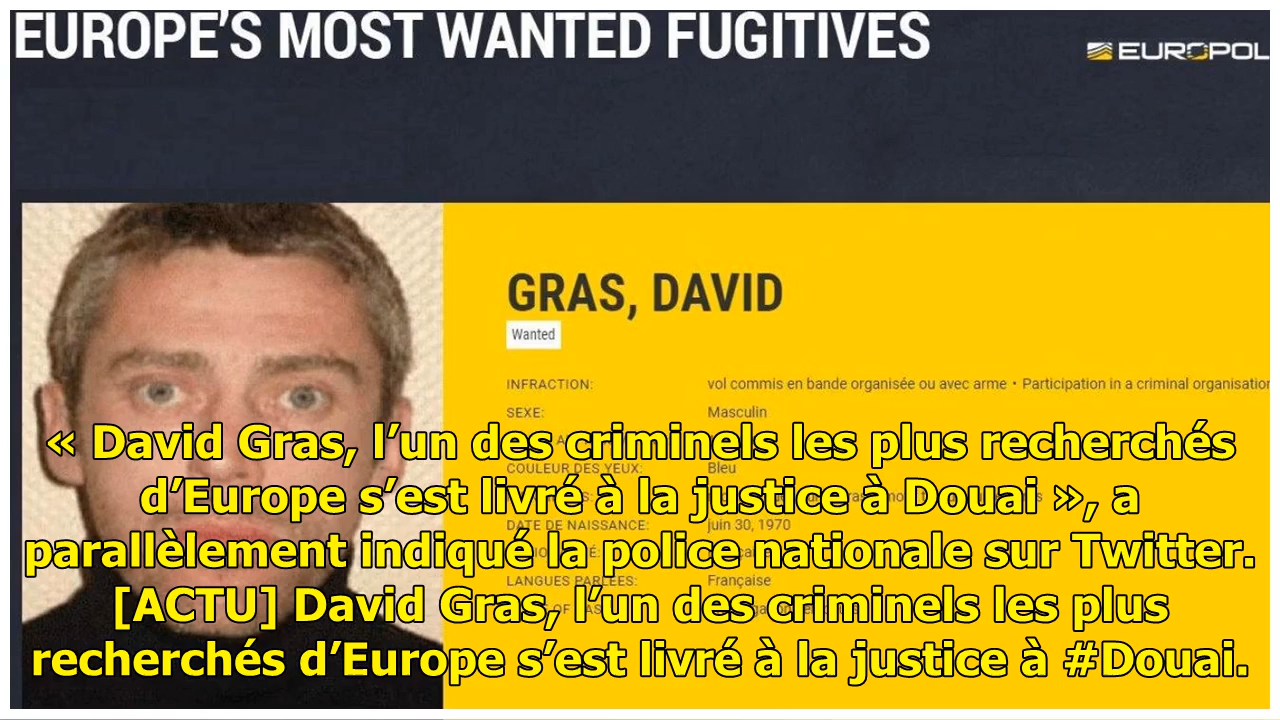 EUROPE'S MOST WANTED FUGITIVES
EUROPOL
GRAS, DAVID
Wanted
INFRACTION: vol commis en bande organisée ou avec arme • Participation in a criminal organisation
SEXE: Masculin
« David Gras, l’un des criminels les plus recherchés
COULEUR DES YEUX: Bleu
d’Europe s’est livré à la justice à Douai », a
DATE DE NAISSANCE: juin 30, 1970
parallèlement indiqué la police nationale sur Twitter.
LANGUES PARLÉES: Française
[ACTU] David Gras, l’un des criminels les plus
recherchés d’Europe s’est livré à la justice à #Douai.